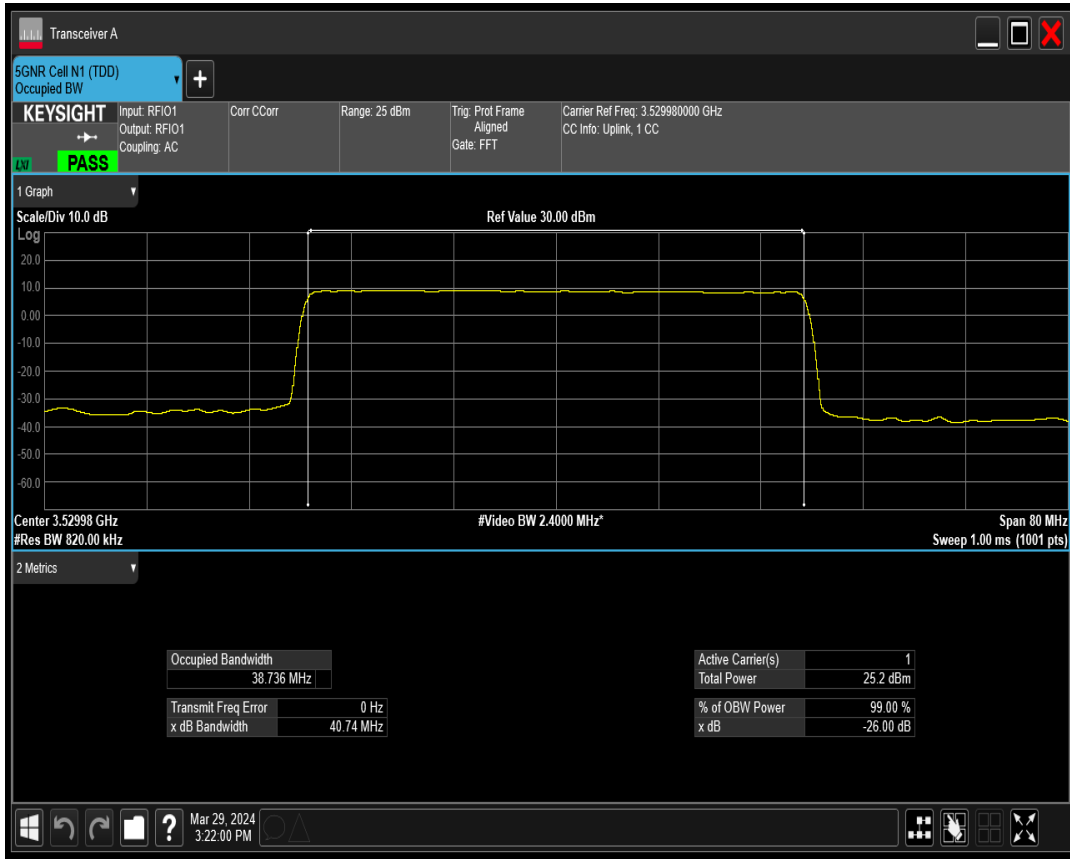 Transceiver A
5GNR Cell N1 (TDD)
Occupied BW
+
KEYSIGHT
LXI
PASS
Input: RFIO1
Output: RFIO1
Coupling: AC
Corr CCorr
Range: 25 dBm
Trig: Prot Frame
Aligned
Gate: FFT
Carrier Ref Freq: 3.529980000 GHz
CC Info: Uplink, 1 CC
1 Graph
Scale/Div 10.0 dB
Ref Value 30.00 dBm
Log
20.0
10.0
0.00
-10.0
-20.0
-30.0
-40.0
-50.0
-60.0
Center 3.52998 GHz
#Video BW 2.4000 MHz*
Span 80 MHz
#Res BW 820.00 kHz
Sweep 1.00 ms (1001 pts)
2 Metrics
Occupied Bandwidth
38.736 MHz
Transmit Freq Error 0 Hz
x dB Bandwidth 40.74 MHz
Active Carrier(s) 1
Total Power 25.2 dBm
% of OBW Power 99.00 %
x dB -26.00 dB
?
Mar 29, 2024
3:22:00 PM